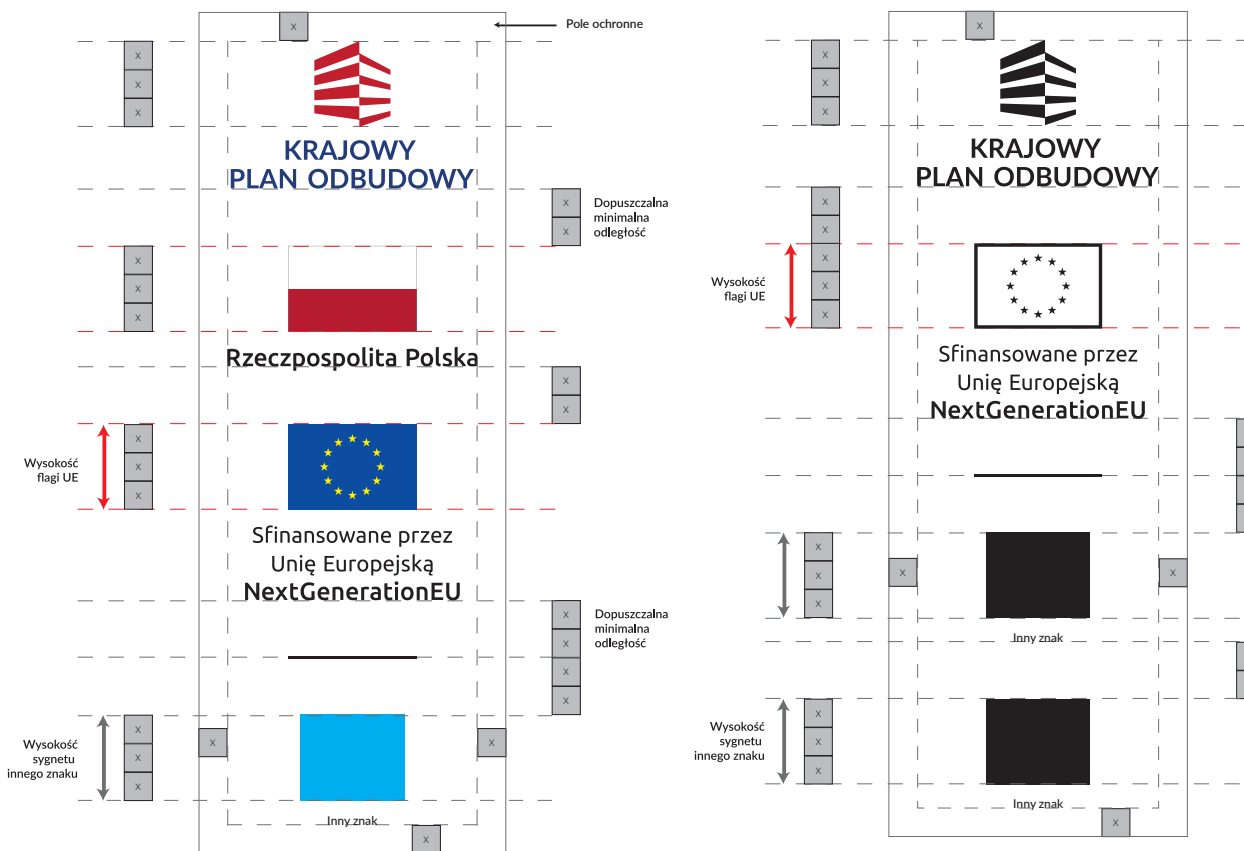 x
Pole ochronne
x
x
x
KRAJOWY
PLAN ODBUDOWY
x
x
Dopuszczalna
minimalna
odległość
x
x
x
Rzeczpospolita Polska
x
x
Wysokość
flagi UE
x
x
x
Sfinansowane przez
Unię Europejską
NextGenerationEU
x
x
x
x
Dopuszczalna
minimalna
odległość
Wysokość
sygnetu
innego znaku
x
x
x
x
x
Inny znak
x
x
x
x
x
KRAJOWY
PLAN ODBUDOWY
x
x
x
x
x
Wysokość
flagi UE
Sfinansowane przez
Unię Europejską
NextGenerationEU
x
x
x
x
x
Inny znak
Wysokość
sygnetu
innego znaku
x
x
x
Inny znak
x